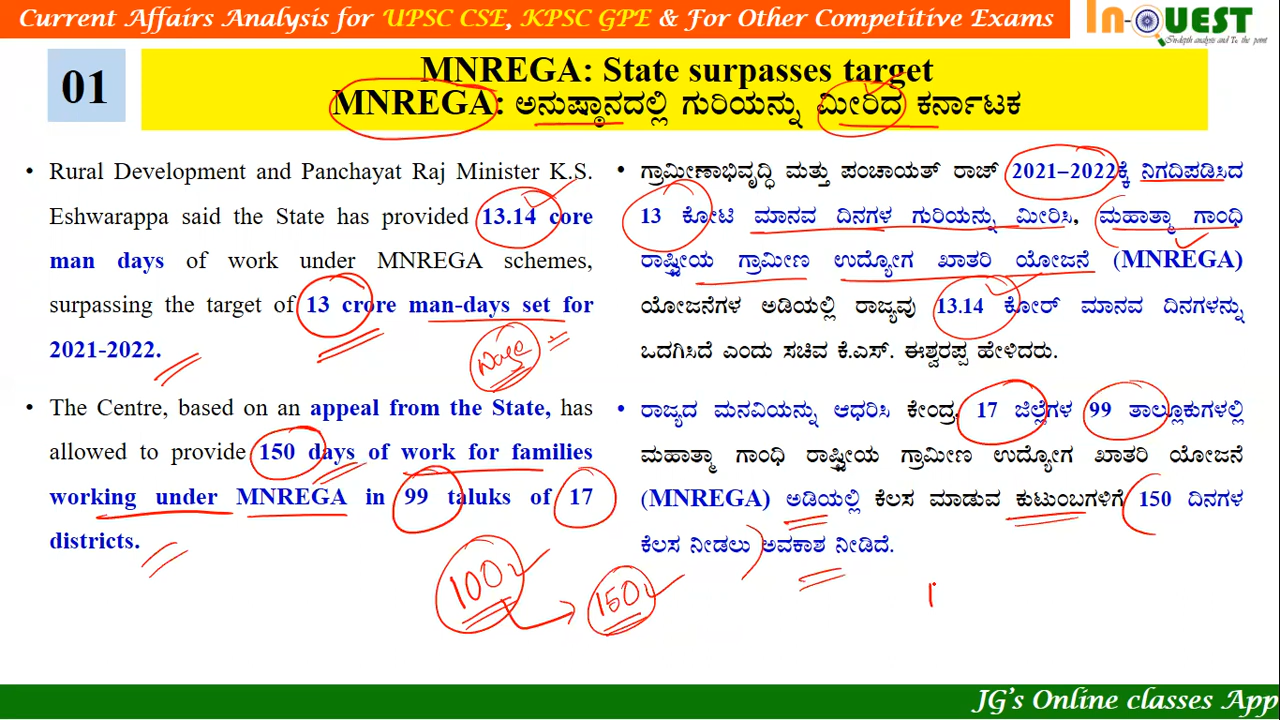 Current Affairs Analysis for UPSC CSE, KPSC GPE & For Other Competitive Exams
In-QUEST
In-depth analysis and To the point
01
MNREGA: State surpasses target
MNREGA: ಅನುಷ್ಠಾನದಲ್ಲಿ ಗುರಿಯನ್ನು ಮೀರಿದ ಕರ್ನಾಟಕ
• Rural Development and Panchayat Raj Minister K.S.
Eshwarappa said the State has provided 13.14 core
man days of work under MNREGA schemes,
surpassing the target of 13 crore man-days set for
2021-2022.
• The Centre, based on an appeal from the State, has
allowed to provide 150 days of work for families
working under MNREGA in 99 taluks of 17
districts.
100
150
• ಗ್ರಾಮೀಣಾಭಿವೃದ್ಧಿ ಮತ್ತು ಪಂಚಾಯತ್ ರಾಜ್ 2021–2022ಕ್ಕೆ ನಿಗದಿಪಡಿಸಿದ
13 ಕೋಟಿ ಮಾನವ ದಿನಗಳ ಗುರಿಯನ್ನು ಮೀರಿಸಿ, ಮಹಾತ್ಮಾ ಗಾಂಧಿ
ರಾಷ್ಟ್ರೀಯ ಗ್ರಾಮೀಣ ಉದ್ಯೋಗ ಖಾತರಿ ಯೋಜನೆ (MNREGA)
ಯೋಜನೆಗಳ ಅಡಿಯಲ್ಲಿ ರಾಜ್ಯವು 13.14 ಕೋರ್ ಮಾನವ ದಿನಗಳನ್ನು
ಒದಗಿಸಿದೆ ಎಂದು ಸಚಿವ ಕೆ.ಎಸ್. ಈಶ್ವರಪ್ಪ ಹೇಳಿದರು.
• ರಾಜ್ಯದ ಮನವಿಯನ್ನು ಆಧರಿಸಿ ಕೇಂದ್ರ, 17 ಜಿಲ್ಲೆಗಳ 99 ತಾಲ್ಲೂಕುಗಳಲ್ಲಿ
ಮಹಾತ್ಮಾ ಗಾಂಧಿ ರಾಷ್ಟ್ರೀಯ ಗ್ರಾಮೀಣ ಉದ್ಯೋಗ ಖಾತರಿ ಯೋಜನೆ
(MNREGA) ಅಡಿಯಲ್ಲಿ ಕೆಲಸ ಮಾಡುವ ಕುಟುಂಬಗಳಿಗೆ 150 ದಿನಗಳ
ಕೆಲಸ ನೀಡಲು ಅವಕಾಶ ನೀಡಿದೆ.
JG's Online classes App